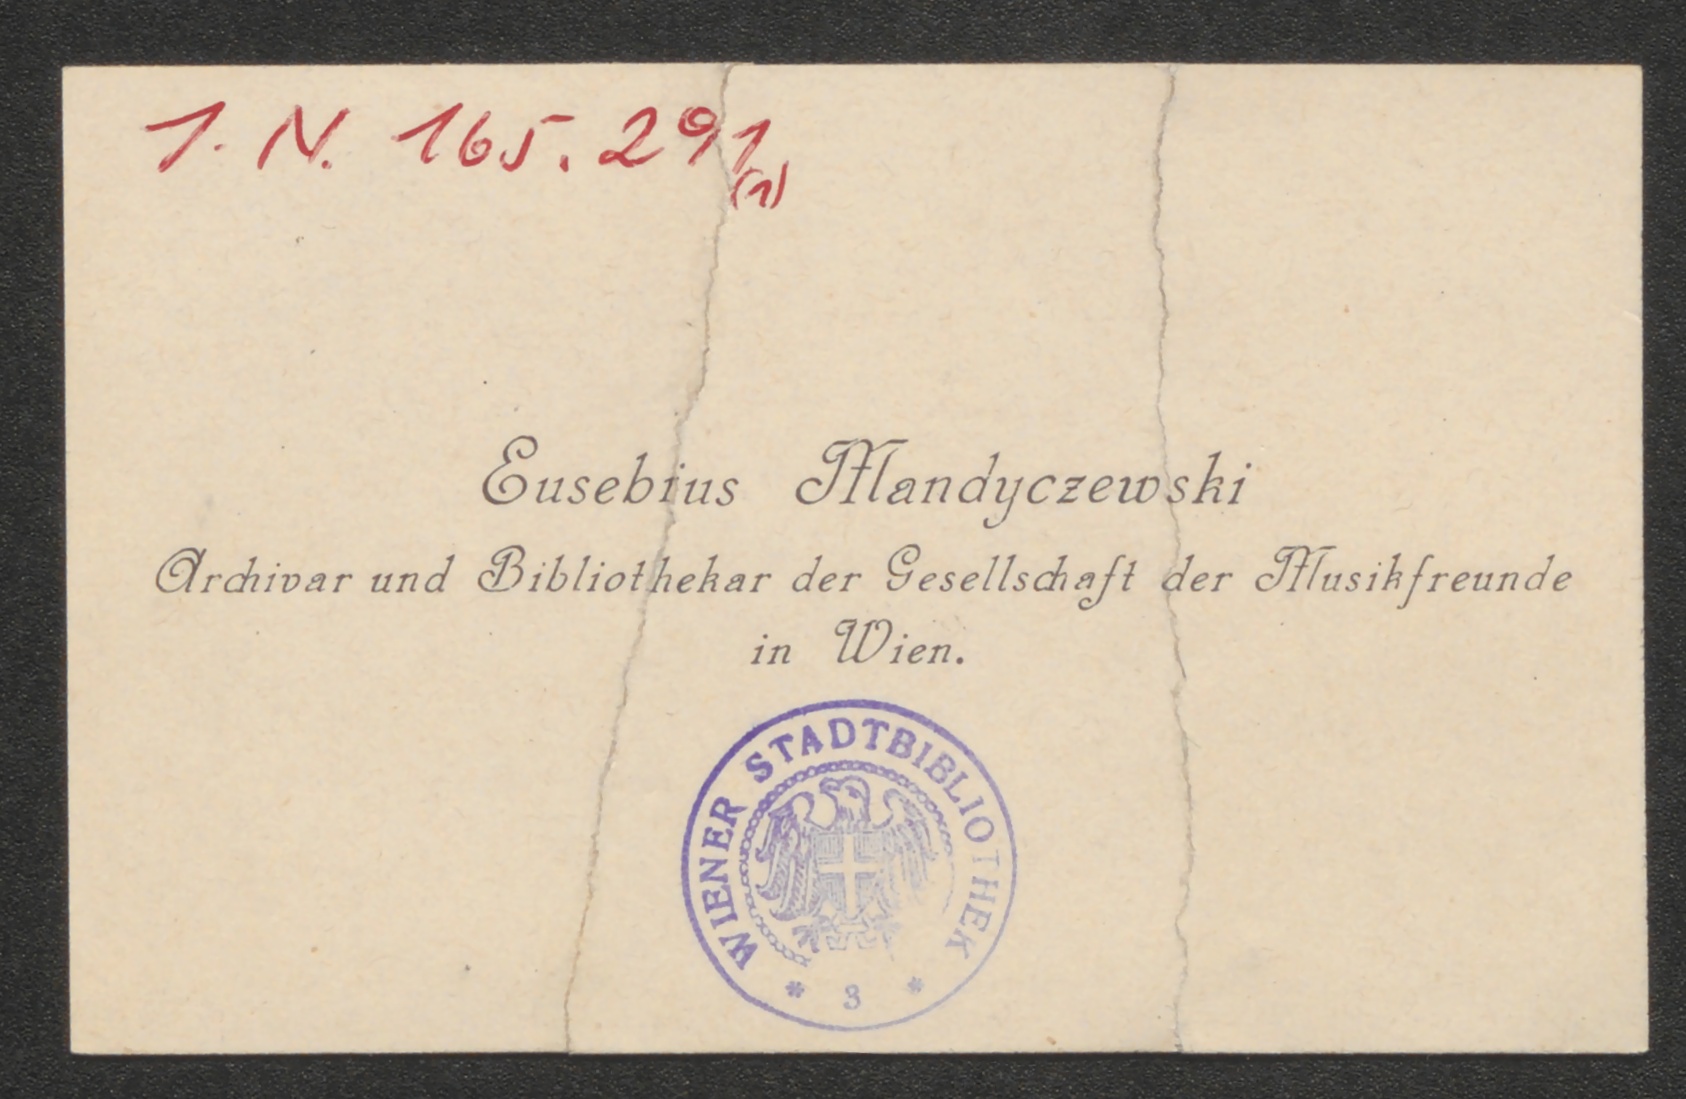 I. N. 165.291
(1)
Eusebius Mandyczewski
Archivar und Bibliothekar der Gesellschaft der Musikfreunde
in Wien.
WIENER STADTBIBLIOTHEK
* 3 *